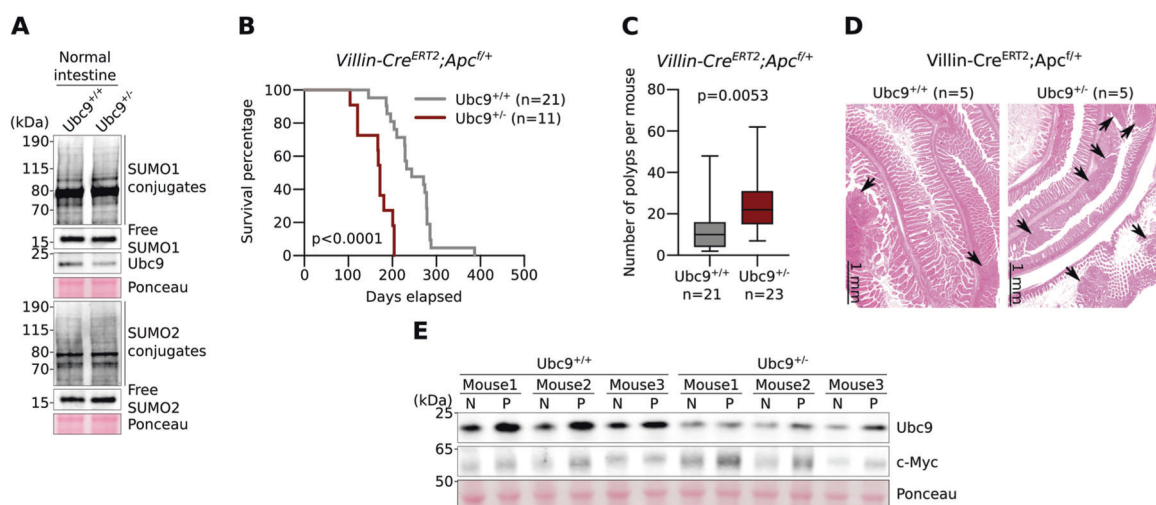 A
Normal
intestine
Ubc9+/+
Ubc9+/-
(kDa)
190
115
80
70
SUMO1
conjugates
15
Free
SUMO1
25
Ubc9
Ponceau
190
115
80
70
SUMO2
conjugates
15
Free
SUMO2
Ponceau
B
Villin-CreERT2;Apcf/+
Survival percentage
100
80
60
40
20
0
Ubc9+/+ (n=21)
Ubc9+/- (n=11)
p<0.0001
0 100 200 300 400 500
Days elapsed
C
Villin-CreERT2;Apcf/+
Number of polyps per mouse
80
60
40
20
0
p=0.0053
Ubc9+/+ Ubc9+/-
n=21 n=23
D
Villin-CreERT2;Apcf/+
Ubc9+/+ (n=5) Ubc9+/- (n=5)
1 mm
1 mm
E
Ubc9+/+ Ubc9+/-
Mouse1 Mouse2 Mouse3 Mouse1 Mouse2 Mouse3
(kDa) N P N P N P N P N P N P
25
Ubc9
65
c-Myc
50
Ponceau